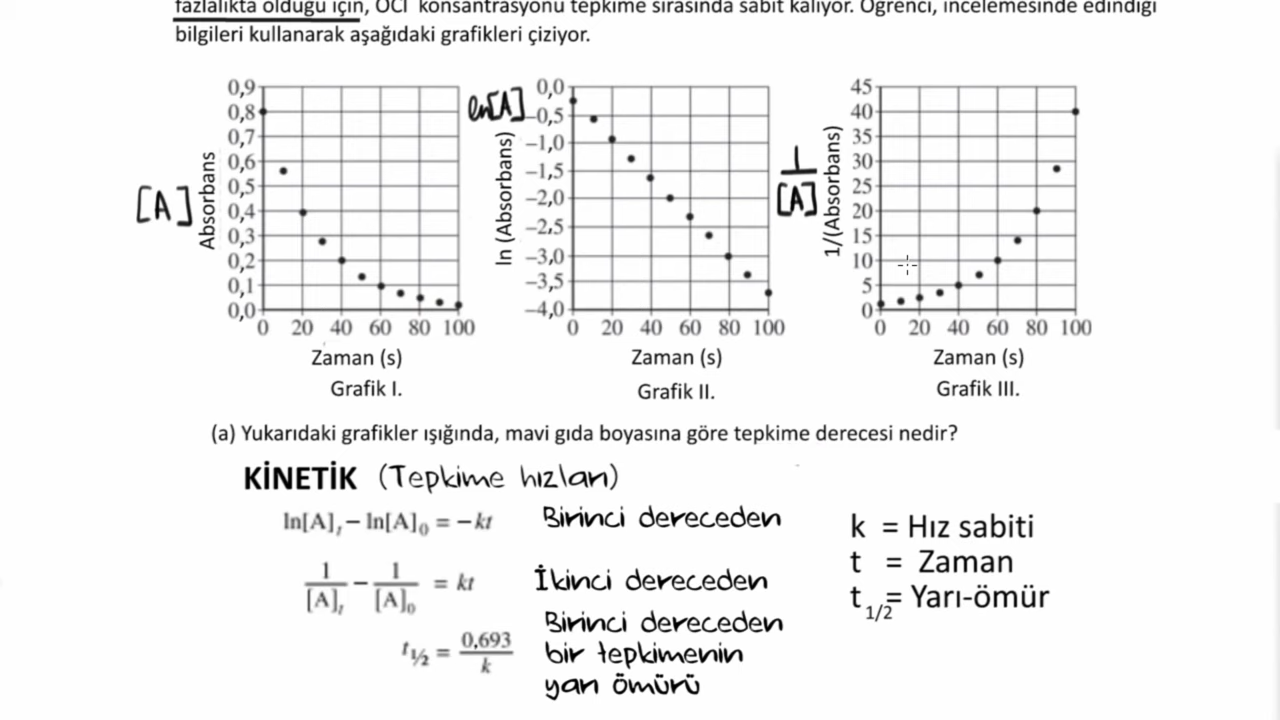 fazlalıkta olduğu için, OCl⁻ konsantrasyonu tepkime sırasında sabit kalıyor. Öğrenci, incelemesinde edindiği
bilgileri kullanarak aşağıdaki grafikleri çiziyor.
[A]
Absorbans
0,9
0,8
0,7
0,6
0,5
0,4
0,3
0,2
0,1
0,0
0 20 40 60 80 100
Zaman (s)
Grafik I.
ln[A]
ln (Absorbans)
0,0
−0,5
−1,0
−1,5
−2,0
−2,5
−3,0
−3,5
−4,0
0 20 40 60 80 100
Zaman (s)
Grafik II.
1/[A]
1/(Absorbans)
45
40
35
30
25
20
15
10
5
0
0 20 40 60 80 100
Zaman (s)
Grafik III.
(a) Yukarıdaki grafikler ışığında, mavi gıda boyasına göre tepkime derecesi nedir?
KİNETİK (Tepkime hızları)
ln[A]t − ln[A]0 = −kt Birinci dereceden
1/[A]t − 1/[A]0 = kt İkinci dereceden
t1/2 = 0,693/k Birinci dereceden
bir tepkimenin
yarı ömürü
k = Hız sabiti
t = Zaman
t 1/2 = Yarı-ömür